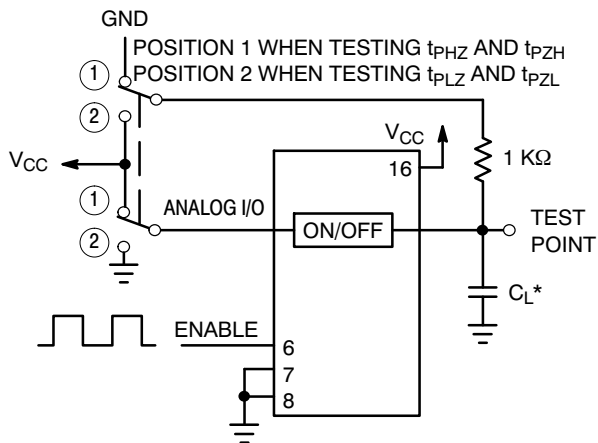 GND
POSITION 1 WHEN TESTING tPHZ AND tPZH
POSITION 2 WHEN TESTING tPLZ AND tPZL
1
2
VCC
1
2
ANALOG I/O
VCC
16
1 KΩ
ON/OFF
TEST
POINT
CL*
ENABLE
6
7
8